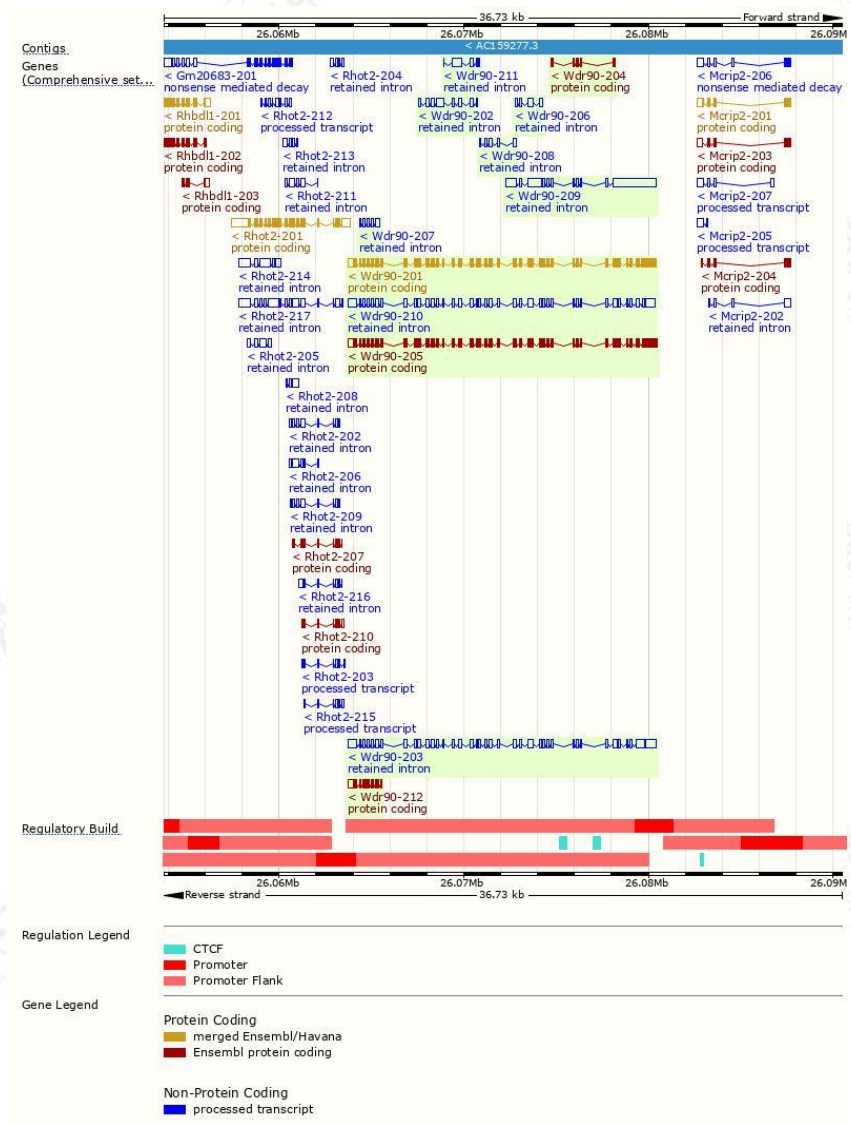 36.73 kb Forward strand
26.06Mb 26.07Mb 26.08Mb 26.09M
Contigs < AC159277.3
Genes
(Comprehensive set...
< Gm20683-201 < Rhot2-204 < Wdr90-211 < Wdr90-204 < Mcrip2-206
nonsense mediated decay retained intron retained intron protein coding nonsense mediated decay
< Rhbdl1-201 < Rhot2-212 < Wdr90-202 < Wdr90-206 < Mcrip2-201
protein coding processed transcript retained intron retained intron protein coding
< Rhbdl1-202 < Rhot2-213 < Wdr90-208 < Mcrip2-203
protein coding retained intron retained intron protein coding
< Rhbdl1-203 < Rhot2-211 < Wdr90-209 < Mcrip2-207
protein coding retained intron retained intron processed transcript
< Rhot2-201 < Wdr90-207 < Mcrip2-205
protein coding retained intron processed transcript
< Rhot2-214 < Wdr90-201 < Mcrip2-204
retained intron protein coding protein coding
< Rhot2-217 < Wdr90-210 < Mcrip2-202
retained intron retained intron retained intron
< Rhot2-205 < Wdr90-205
retained intron protein coding
< Rhot2-208
retained intron
< Rhot2-202
retained intron
< Rhot2-206
retained intron
< Rhot2-209
retained intron
< Rhot2-207
protein coding
< Rhot2-216
retained intron
< Rhot2-210
protein coding
< Rhot2-203
processed transcript
< Rhot2-215
processed transcript
< Wdr90-203
retained intron
< Wdr90-212
protein coding
Regulatory Build
26.06Mb 26.07Mb 26.08Mb 26.09M
Reverse strand 36.73 kb
Regulation Legend
CTCF
Promoter
Promoter Flank
Gene Legend
Protein Coding
merged Ensembl/Havana
Ensembl protein coding
Non-Protein Coding
processed transcript